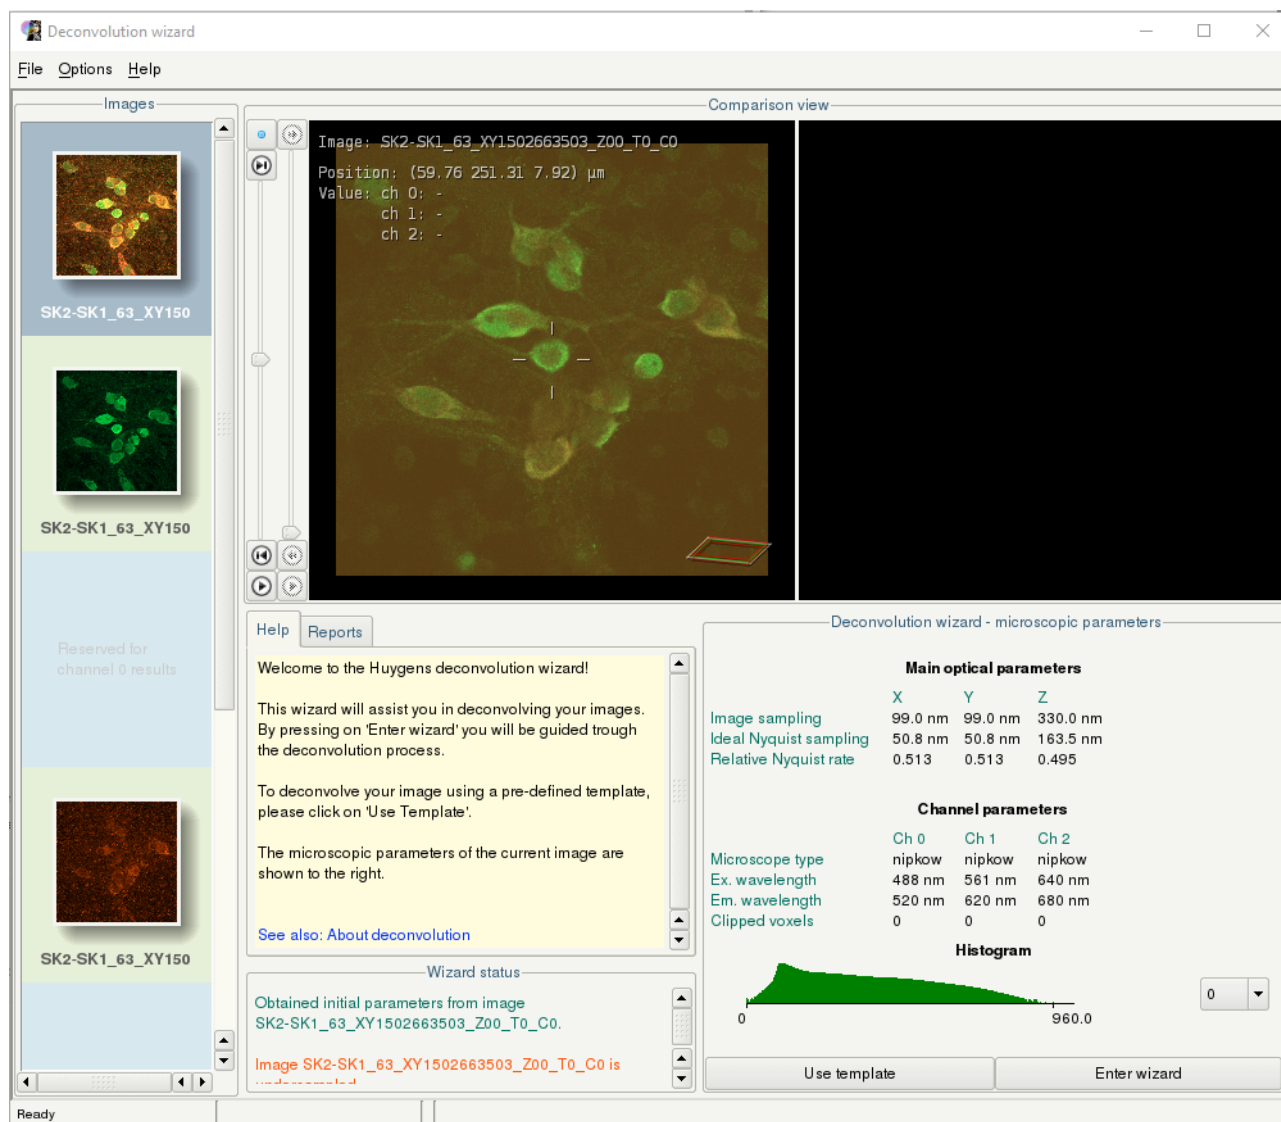 Deconvolution wizard
File Options Help
Images
SK2-SK1_63_XY150
SK2-SK1_63_XY150
Reserved for
channel 0 results
SK2-SK1_63_XY150
Comparison view
Image: SK2-SK1_63_XY1502663503_Z00_T0_C0
Position: (59.76 251.31 7.92) µm
Value: ch 0: -
ch 1: -
ch 2: -
Help Reports
Welcome to the Huygens deconvolution wizard!
This wizard will assist you in deconvolving your images.
By pressing on 'Enter wizard' you will be guided trough
the deconvolution process.
To deconvolve your image using a pre-defined template,
please click on 'Use Template'.
The microscopic parameters of the current image are
shown to the right.
See also: About deconvolution
Wizard status
Obtained initial parameters from image
SK2-SK1_63_XY1502663503_Z00_T0_C0.
Image SK2-SK1_63_XY1502663503_Z00_T0_C0 is
Deconvolution wizard - microscopic parameters
Main optical parameters
X Y Z
Image sampling 99.0 nm 99.0 nm 330.0 nm
Ideal Nyquist sampling 50.8 nm 50.8 nm 163.5 nm
Relative Nyquist rate 0.513 0.513 0.495
Channel parameters
Ch 0 Ch 1 Ch 2
Microscope type nipkow nipkow nipkow
Ex. wavelength 488 nm 561 nm 640 nm
Em. wavelength 520 nm 620 nm 680 nm
Clipped voxels 0 0 0
Histogram
0 960.0
0
Use template Enter wizard
Ready